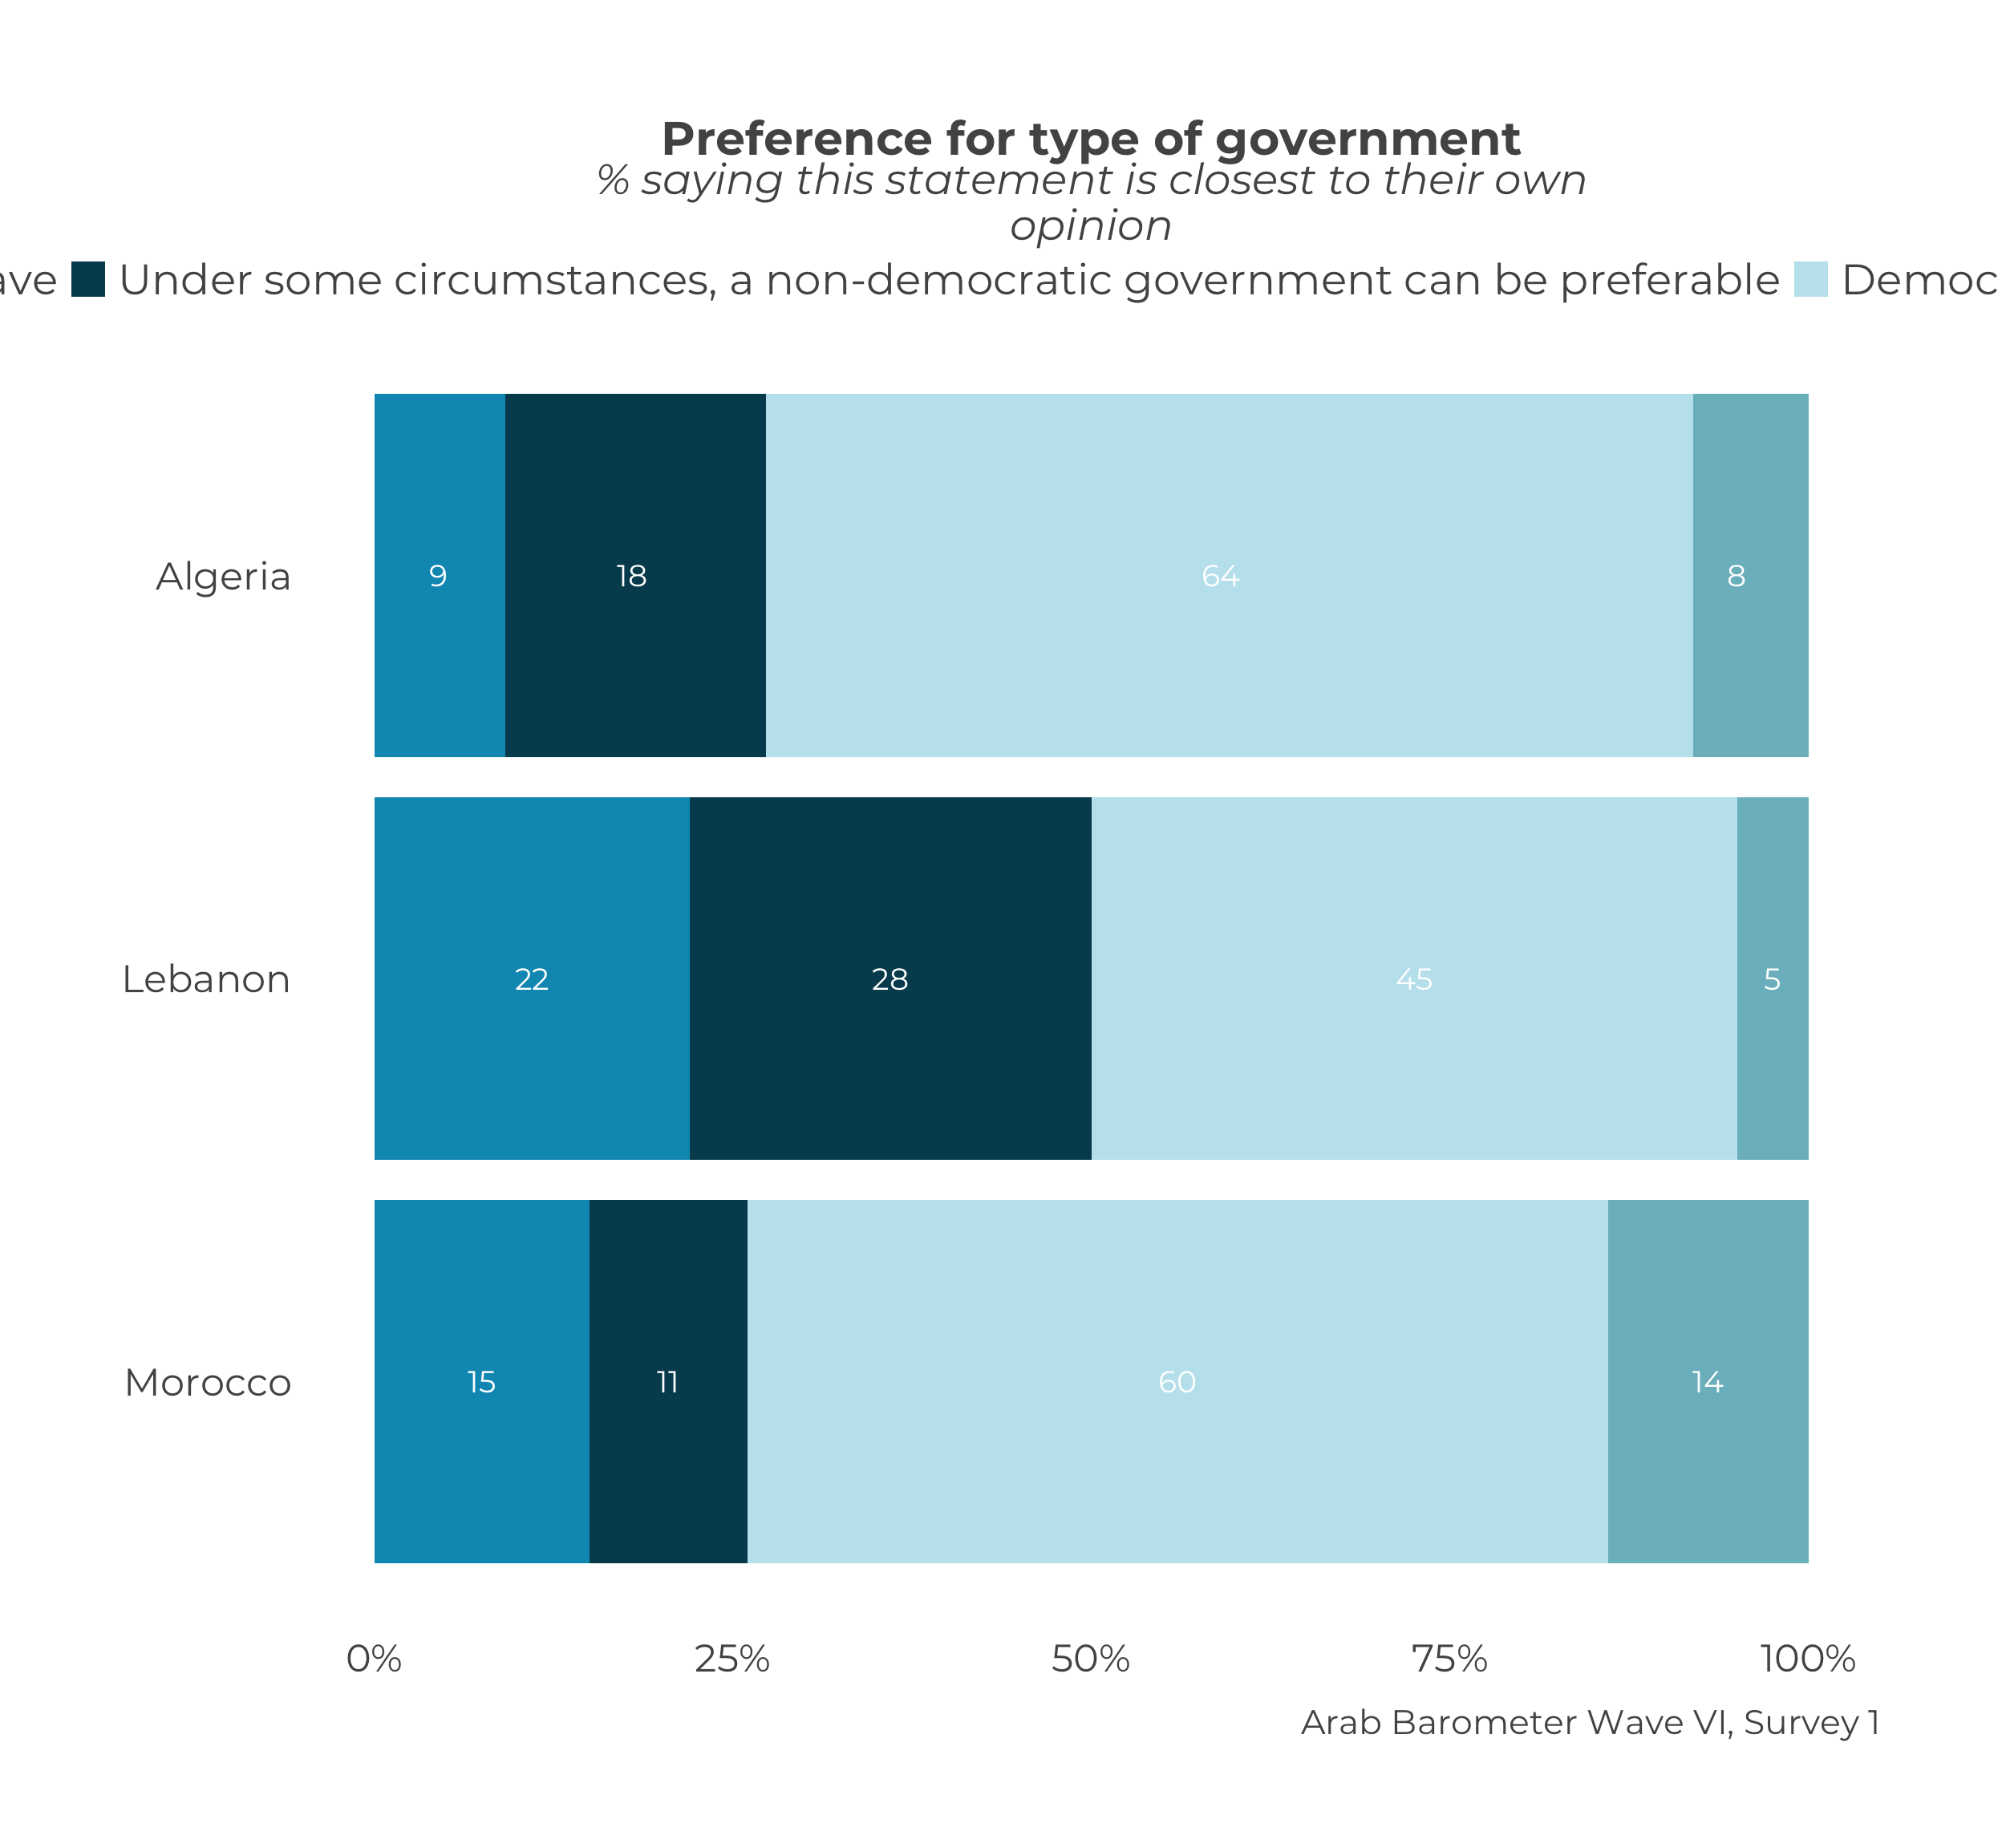 Preference for type of government
% saying this statement is closest to their own
opinion
Under some circumstances, a non-democratic government can be preferable
Algeria 9 18 64 8
Lebanon 22 28 45 5
Morocco 15 11 60 14
0% 25% 50% 75% 100%
Arab Barometer Wave VI, Survey 1